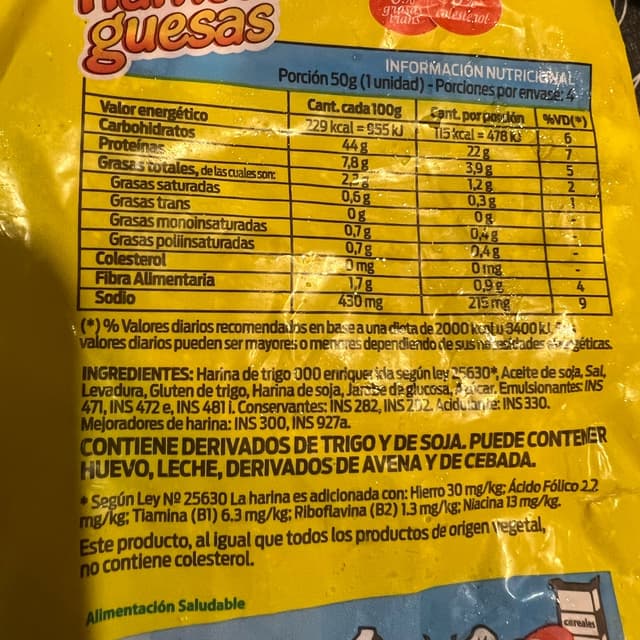 guesas
0%
grasas
trans
colesterol
INFORMACIÓN NUTRICIONAL
Porción 50g (1 unidad) - Porciones por envase: 4
Cant. cada 100g Cant. por porción %VD(*)
Valor energético 229 kcal = 955 kJ 115 kcal = 478 kJ 6
Carbohidratos 44 g 22 g 7
Proteínas 7,8 g 3,9 g 5
Grasas totales, de las cuales son: 2,3 g 1,2 g 2
Grasas saturadas 0,6 g 0,3 g 1
Grasas trans 0 g 0 g -
Grasas monoinsaturadas 0,7 g 0,4 g -
Grasas poliinsaturadas 0,7 g 0,4 g -
Colesterol 0 mg 0 mg -
Fibra Alimentaria 1,7 g 0,9 g 4
Sodio 430 mg 215 mg 9
(*) % Valores diarios recomendados en base a una dieta de 2000 kcal u 8400 kJ. Sus
valores diarios pueden ser mayores o menores dependiendo de sus necesidades energéticas.
INGREDIENTES: Harina de trigo 000 enriquecida según ley 25630*, Aceite de soja, Sal,
Levadura, Gluten de trigo, Harina de soja, Jarabe de glucosa, Azúcar. Emulsionantes: INS
471, INS 472 e, INS 481 i. Conservantes: INS 282, INS 202. Acidulante: INS 330.
Mejoradores de harina: INS 300, INS 927a.
CONTIENE DERIVADOS DE TRIGO Y DE SOJA. PUEDE CONTENER
HUEVO, LECHE, DERIVADOS DE AVENA Y DE CEBADA.
* Según Ley Nº 25630 La harina es adicionada con: Hierro 30 mg/kg; Ácido Fólico 2.2
mg/kg; Tiamina (B1) 6.3 mg/kg; Riboflavina (B2) 1.3 mg/kg; Niacina 13 mg/kg.
Este producto, al igual que todos los productos de origen vegetal,
no contiene colesterol.
Alimentación Saludable
cereales